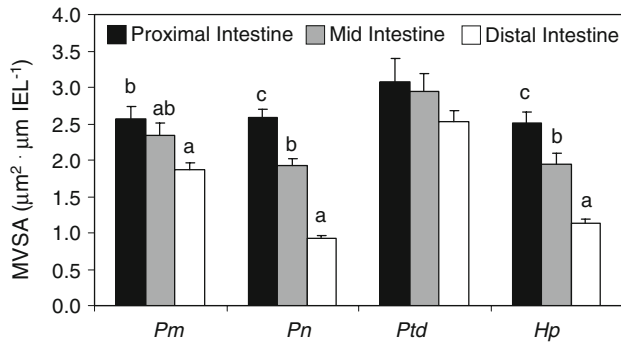 Proximal Intestine Mid Intestine Distal Intestine
MVSA (μm² · μm IEL⁻¹)
4.0
3.5
3.0
2.5
2.0
1.5
1.0
0.5
0.0
b ab a
c b a
c b a
Pm Pn Ptd Hp